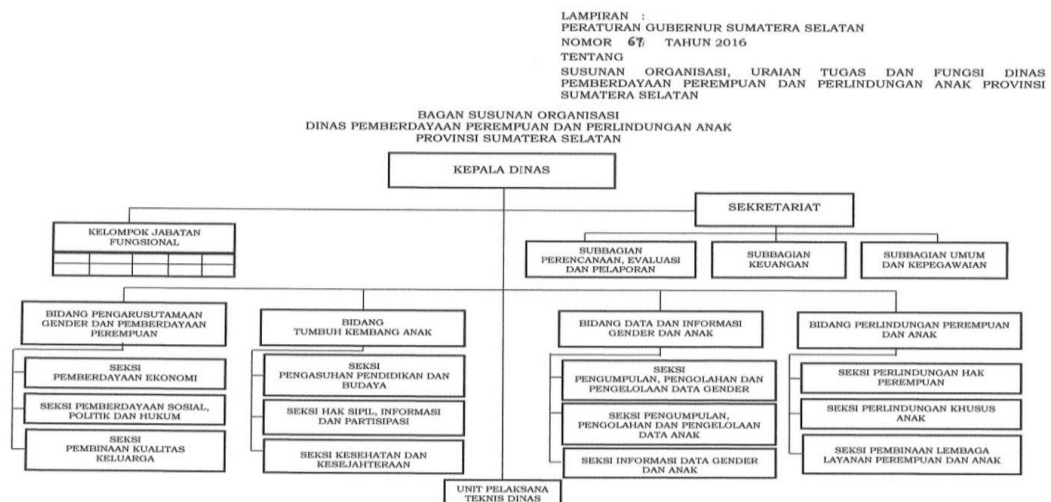 LAMPIRAN :
PERATURAN GUBERNUR SUMATERA SELATAN
NOMOR 67 TAHUN 2016
TENTANG
SUSUNAN ORGANISASI, URAIAN TUGAS DAN FUNGSI DINAS
PEMBERDAYAAN PEREMPUAN DAN PERLINDUNGAN ANAK PROVINSI
SUMATERA SELATAN
BAGAN SUSUNAN ORGANISASI
DINAS PEMBERDAYAAN PEREMPUAN DAN PERLINDUNGAN ANAK
PROVINSI SUMATERA SELATAN
KEPALA DINAS
SEKRETARIAT
KELOMPOK JABATAN
FUNGSIONAL
SUBBAGIAN
PERENCANAAN, EVALUASI
DAN PELAPORAN
SUBBAGIAN
KEUANGAN
SUBBAGIAN UMUM
DAN KEPEGAWAIAN
BIDANG PENGARUSUTAMAAN
GENDER DAN PEMBERDAYAAN
PEREMPUAN
SEKSI
PEMBERDAYAAN EKONOMI
SEKSI PEMBERDAYAAN SOSIAL,
POLITIK DAN HUKUM
SEKSI
PEMBINAAN KUALITAS
KELUARGA
BIDANG
TUMBUH KEMBANG ANAK
SEKSI
PENGASUHAN PENDIDIKAN DAN
BUDAYA
SEKSI HAK SIPIL, INFORMASI
DAN PARTISIPASI
SEKSI KESEHATAN DAN
KESEJAHTERAAN
BIDANG DATA DAN INFORMASI
GENDER DAN ANAK
SEKSI
PENGUMPULAN, PENGOLAHAN DAN
PENGELOLAAN DATA GENDER
SEKSI PENGUMPULAN,
PENGOLAHAN DAN PENGELOLAAN
DATA ANAK
SEKSI INFORMASI DATA GENDER
DAN ANAK
BIDANG PERLINDUNGAN PEREMPUAN
DAN ANAK
SEKSI PERLINDUNGAN HAK
PEREMPUAN
SEKSI PERLINDUNGAN KHUSUS
ANAK
SEKSI PEMBINAAN LEMBAGA
LAYANAN PEREMPUAN DAN ANAK
UNIT PELAKSANA
TEKNIS DINAS